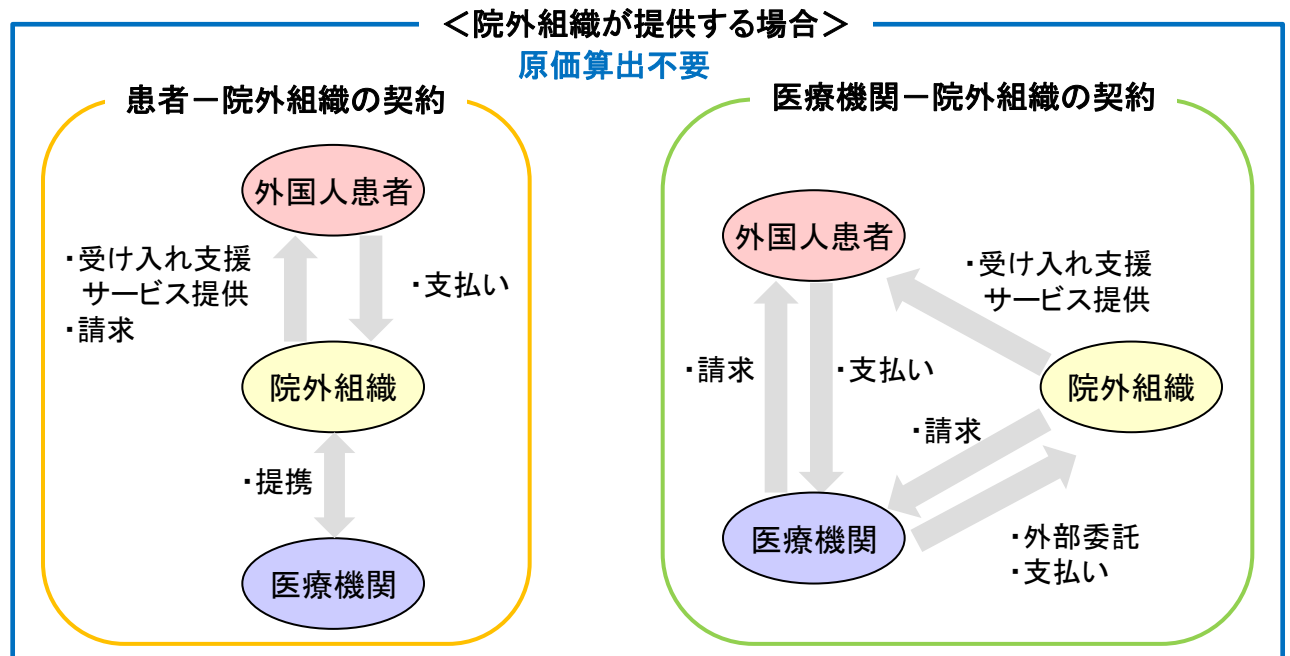 ＜院外組織が提供する場合＞
原価算出不要
患者－院外組織の契約
外国人患者
・受け入れ支援
サービス提供
・請求
・支払い
院外組織
・提携
医療機関
医療機関－院外組織の契約
外国人患者
・受け入れ支援
サービス提供
・請求
・支払い
院外組織
・請求
医療機関
・外部委託
・支払い